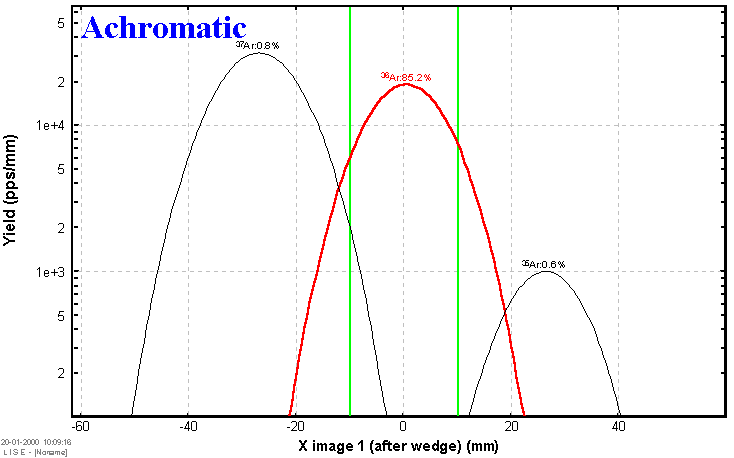 Achromatic
5
37Ar:0.8%
36Ar:85.2%
2
1e+4
5
2
35Ar:0.6%
1e+3
5
2
Yield (pps/mm)
-60 -40 -20 0 20 40
X image 1 (after wedge) (mm)
20-01-2000 10:09:16
L I S E - [Noname]